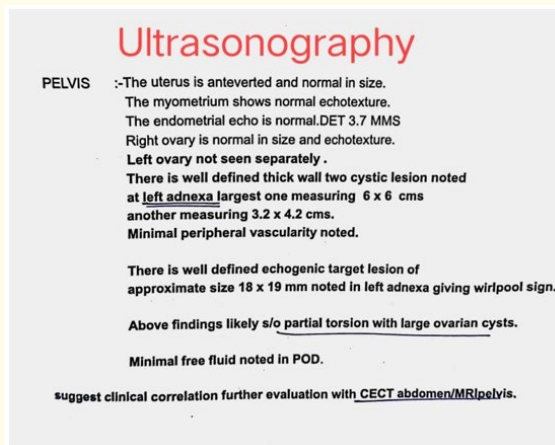 Ultrasonography
PELVIS :-The uterus is anteverted and normal in size.
The myometrium shows normal echotexture.
The endometrial echo is normal.DET 3.7 MMS
Right ovary is normal in size and echotexture.
Left ovary not seen separately .
There is well defined thick wall two cystic lesion noted
at left adnexa largest one measuring 6 x 6 cms
another measuring 3.2 x 4.2 cms.
Minimal peripheral vascularity noted.
There is well defined echogenic target lesion of
approximate size 18 x 19 mm noted in left adnexa giving wirlpool sign.
Above findings likely s/o partial torsion with large ovarian cysts.
Minimal free fluid noted in POD.
suggest clinical correlation further evaluation with CECT abdomen/MRIpelvis.